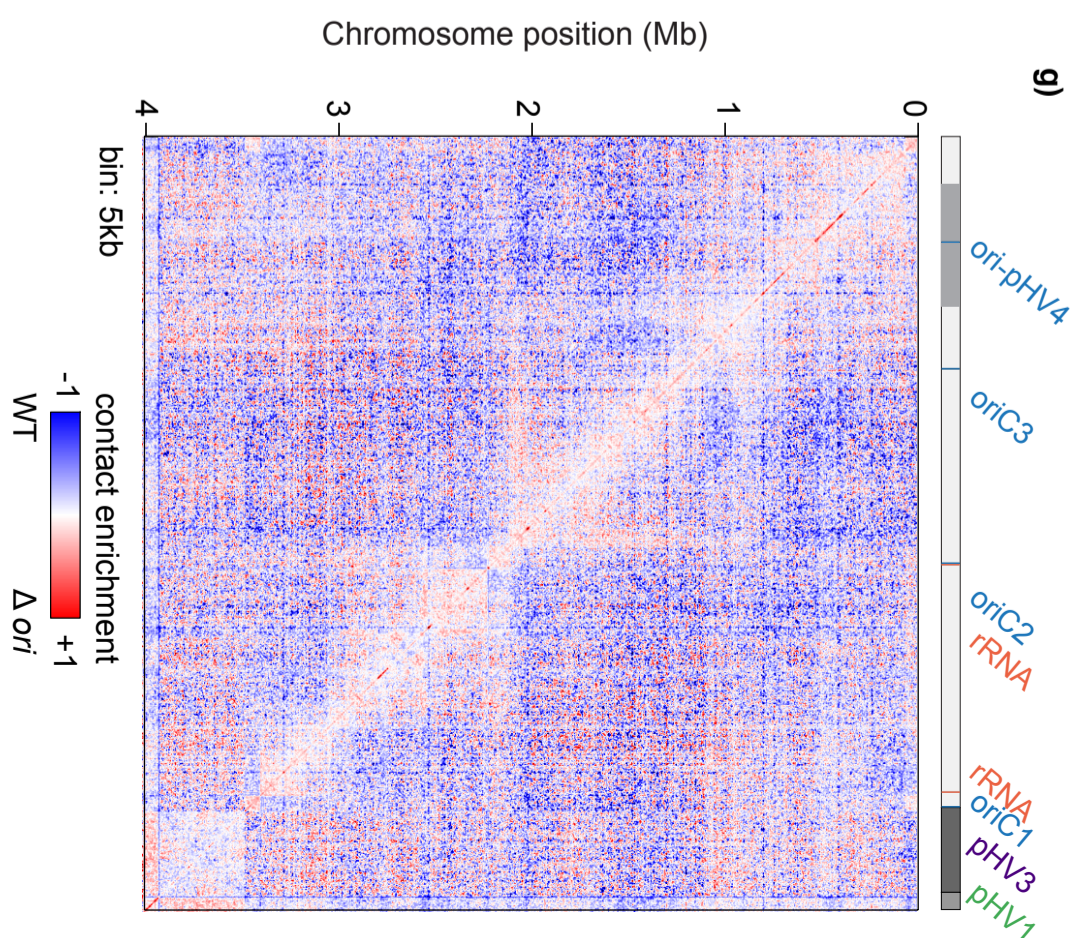 g)
Chromosome position (Mb)
0
1
2
3
4
ori-pHV4
oriC3
oriC2
rRNA
rRNA
oriC1
pHV3
pHV1
bin: 5kb
contact enrichment
-1
+1
WT
Δori